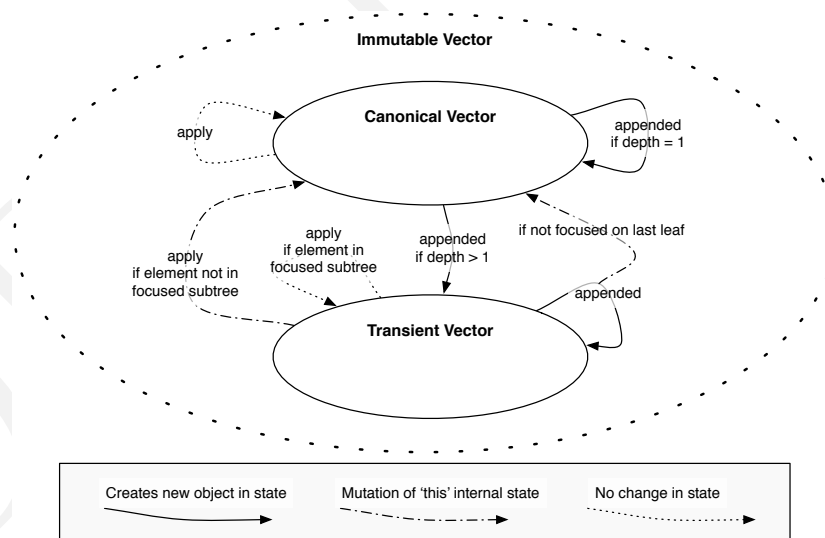 Immutable Vector
Canonical Vector
apply
appended
if depth = 1
apply
if element not in
focused subtree
apply
if element in
focused subtree
appended
if depth > 1
if not focused on last leaf
appended
Transient Vector
Creates new object in state
Mutation of ‘this’ internal state
No change in state